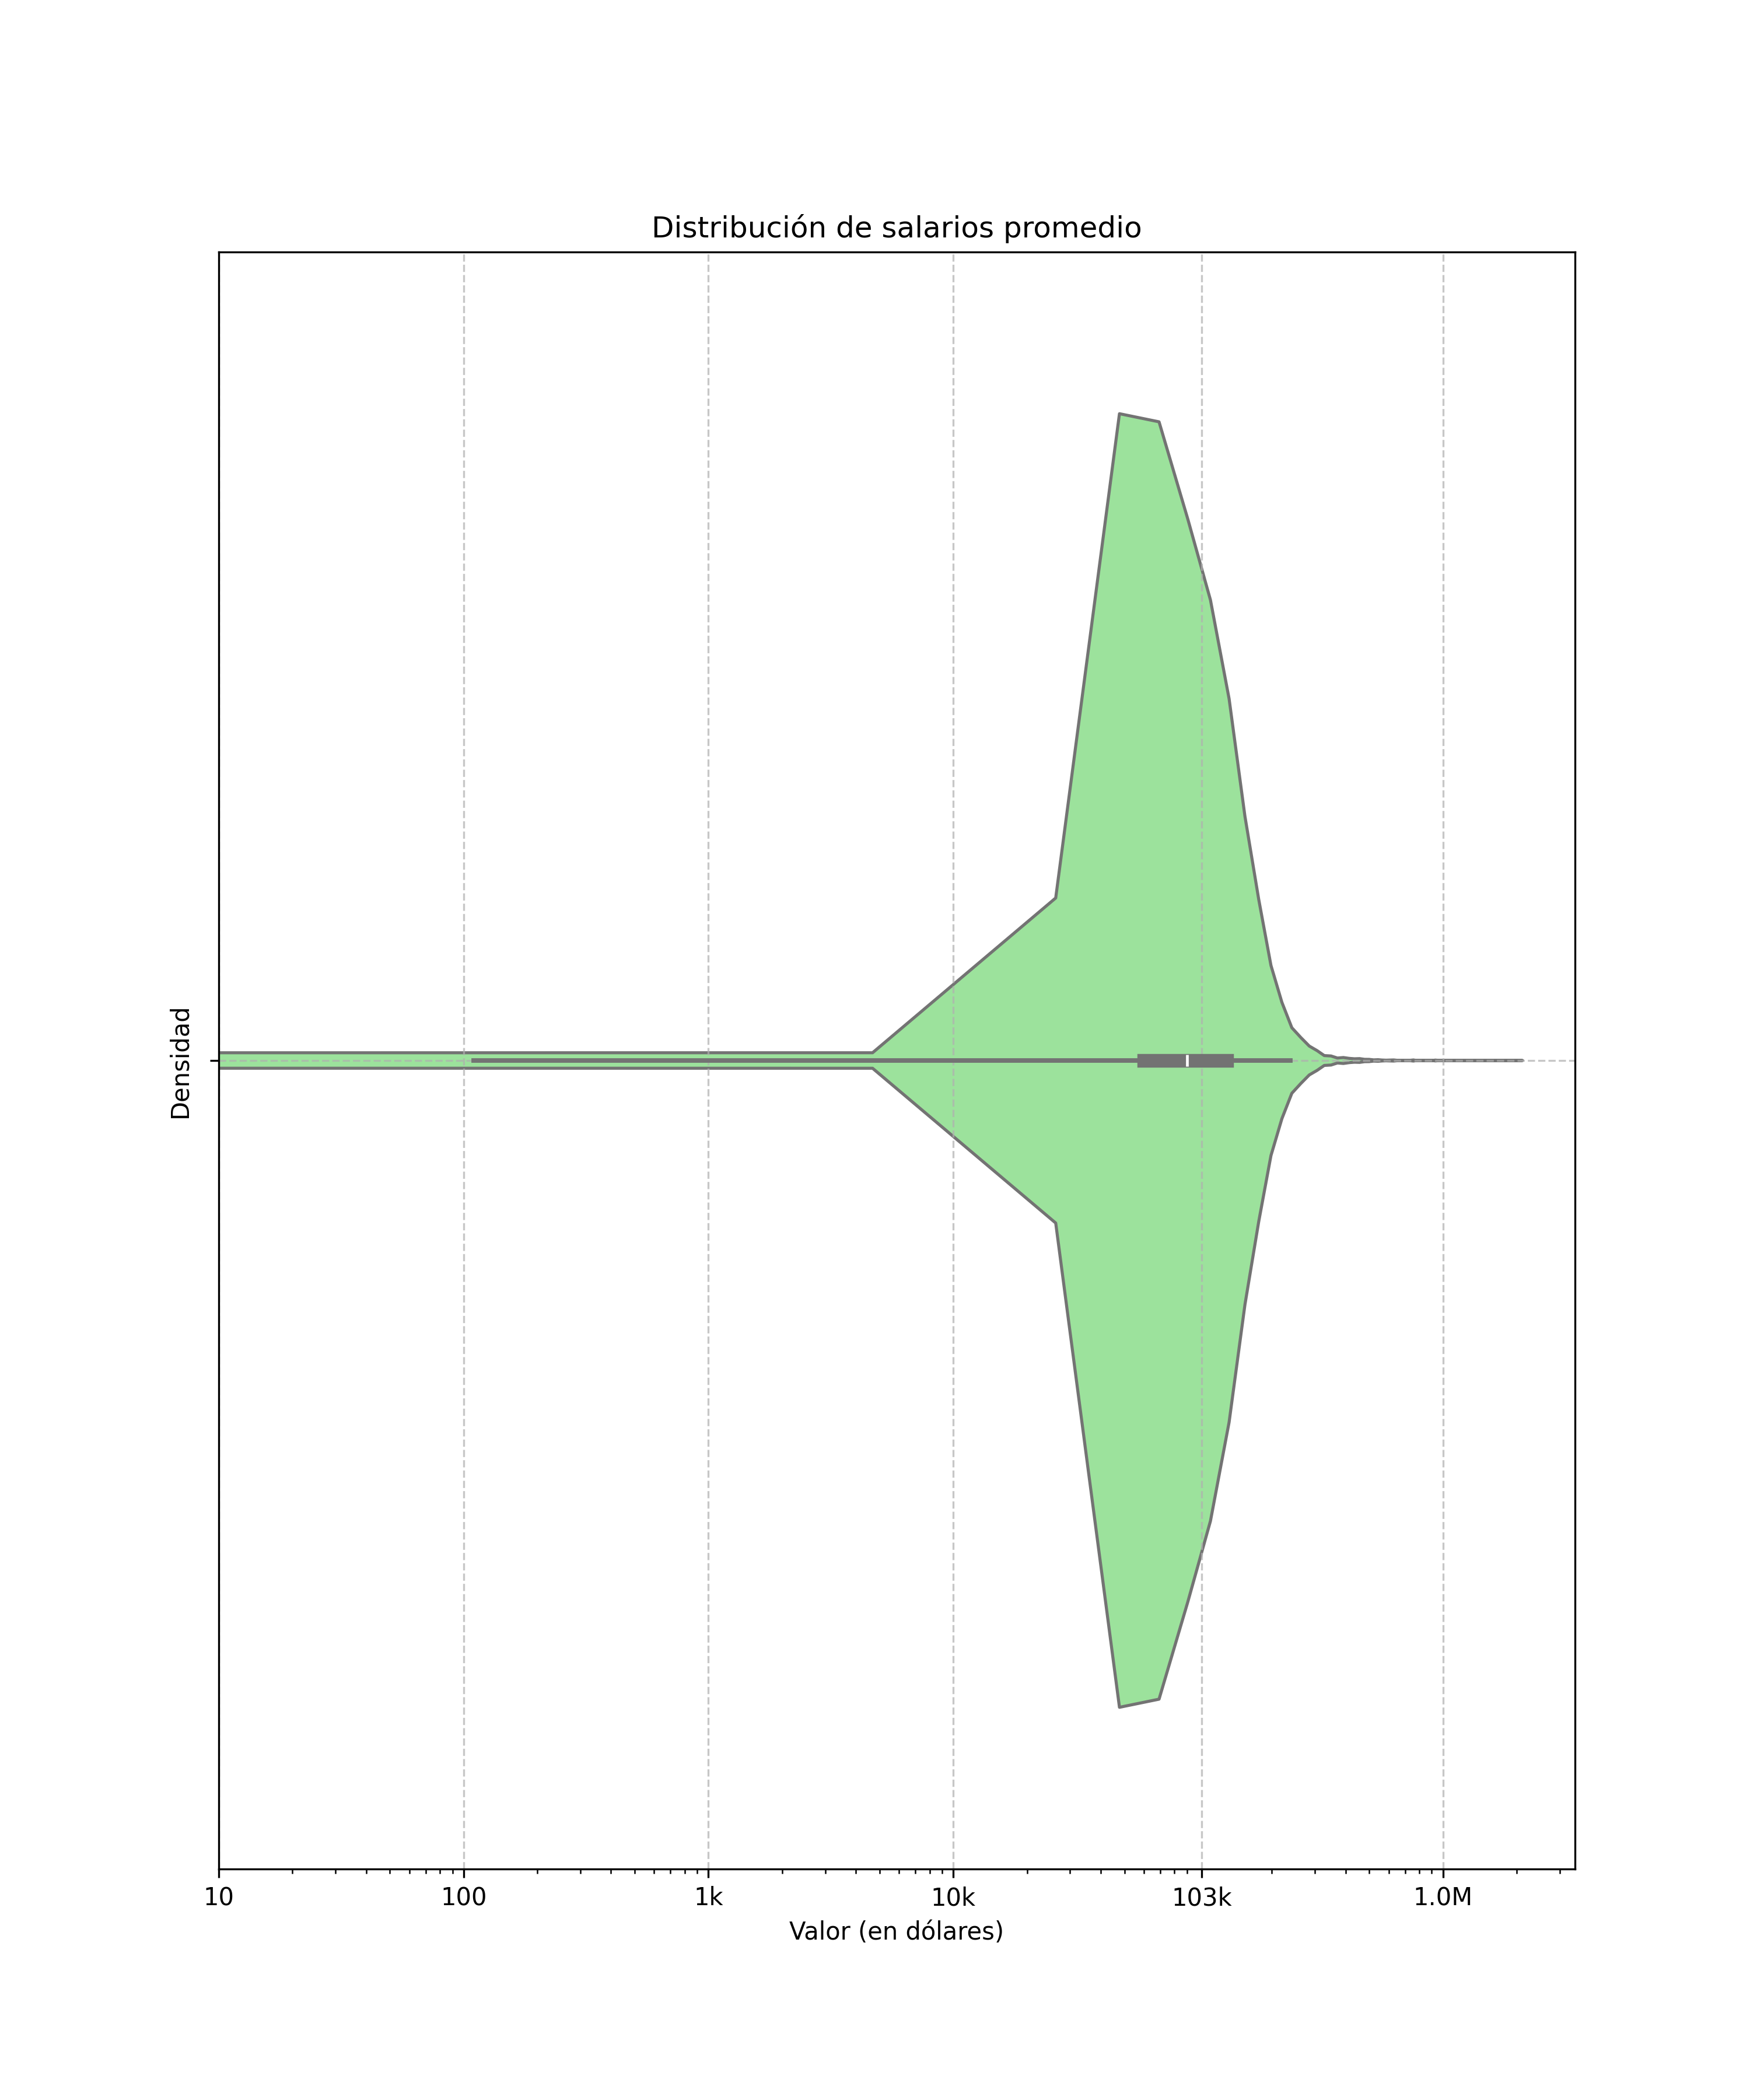 Distribución de salarios promedio
Densidad
10 100 1k 10k 103k 1.0M
Valor (en dólares)